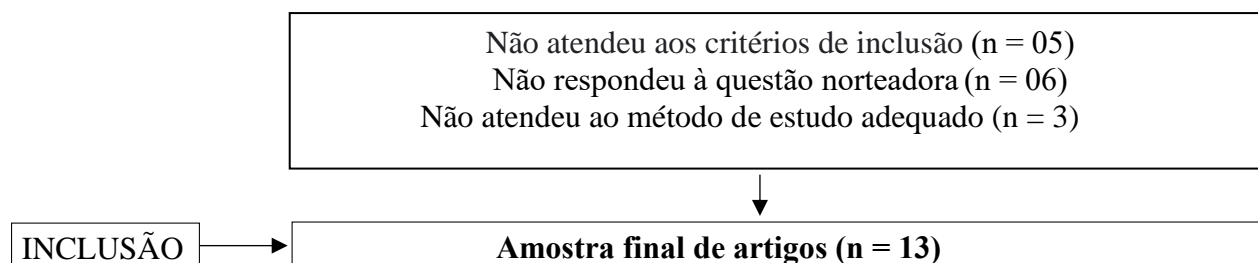 Não atendeu aos critérios de inclusão (n = 05)
Não respondeu à questão norteadora (n = 06)
Não atendeu ao método de estudo adequado (n = 3)
INCLUSÃO
Amostra final de artigos (n = 13)